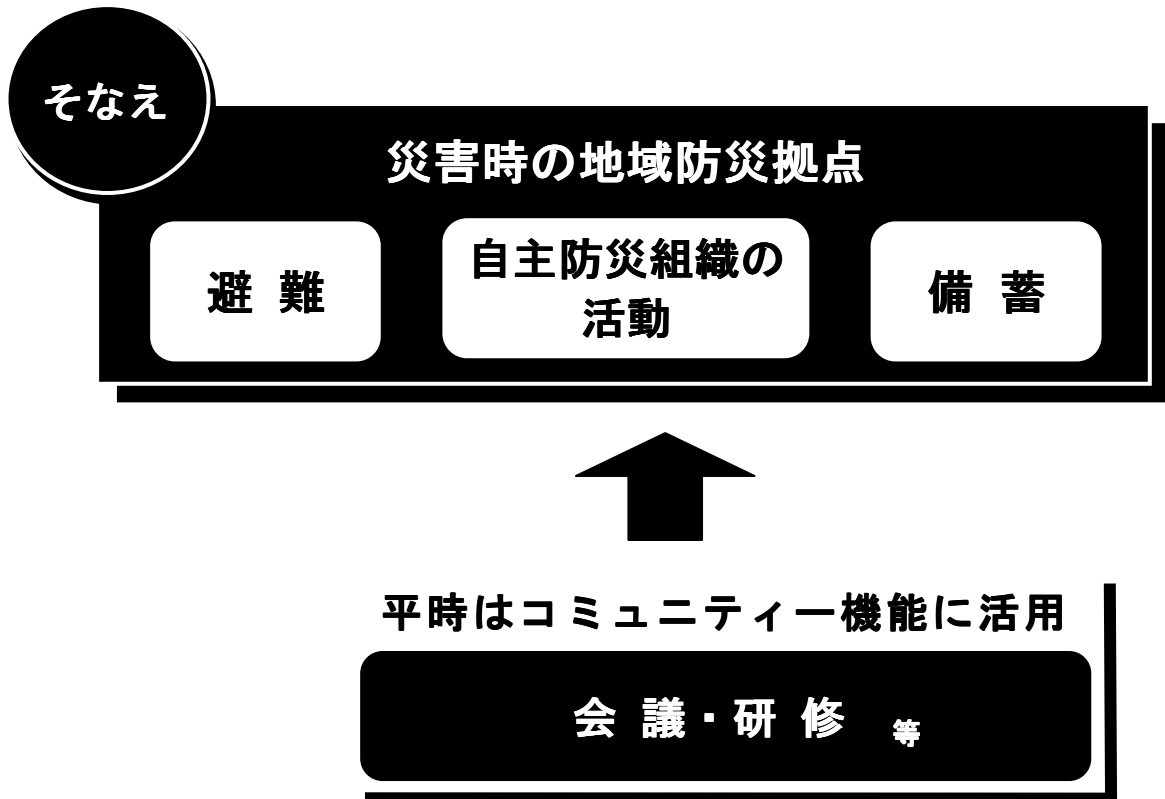 そなえ
災害時の地域防災拠点
避 難
自主防災組織の
活動
備 蓄
平時はコミュニティー機能に活用
会 議・研 修 等